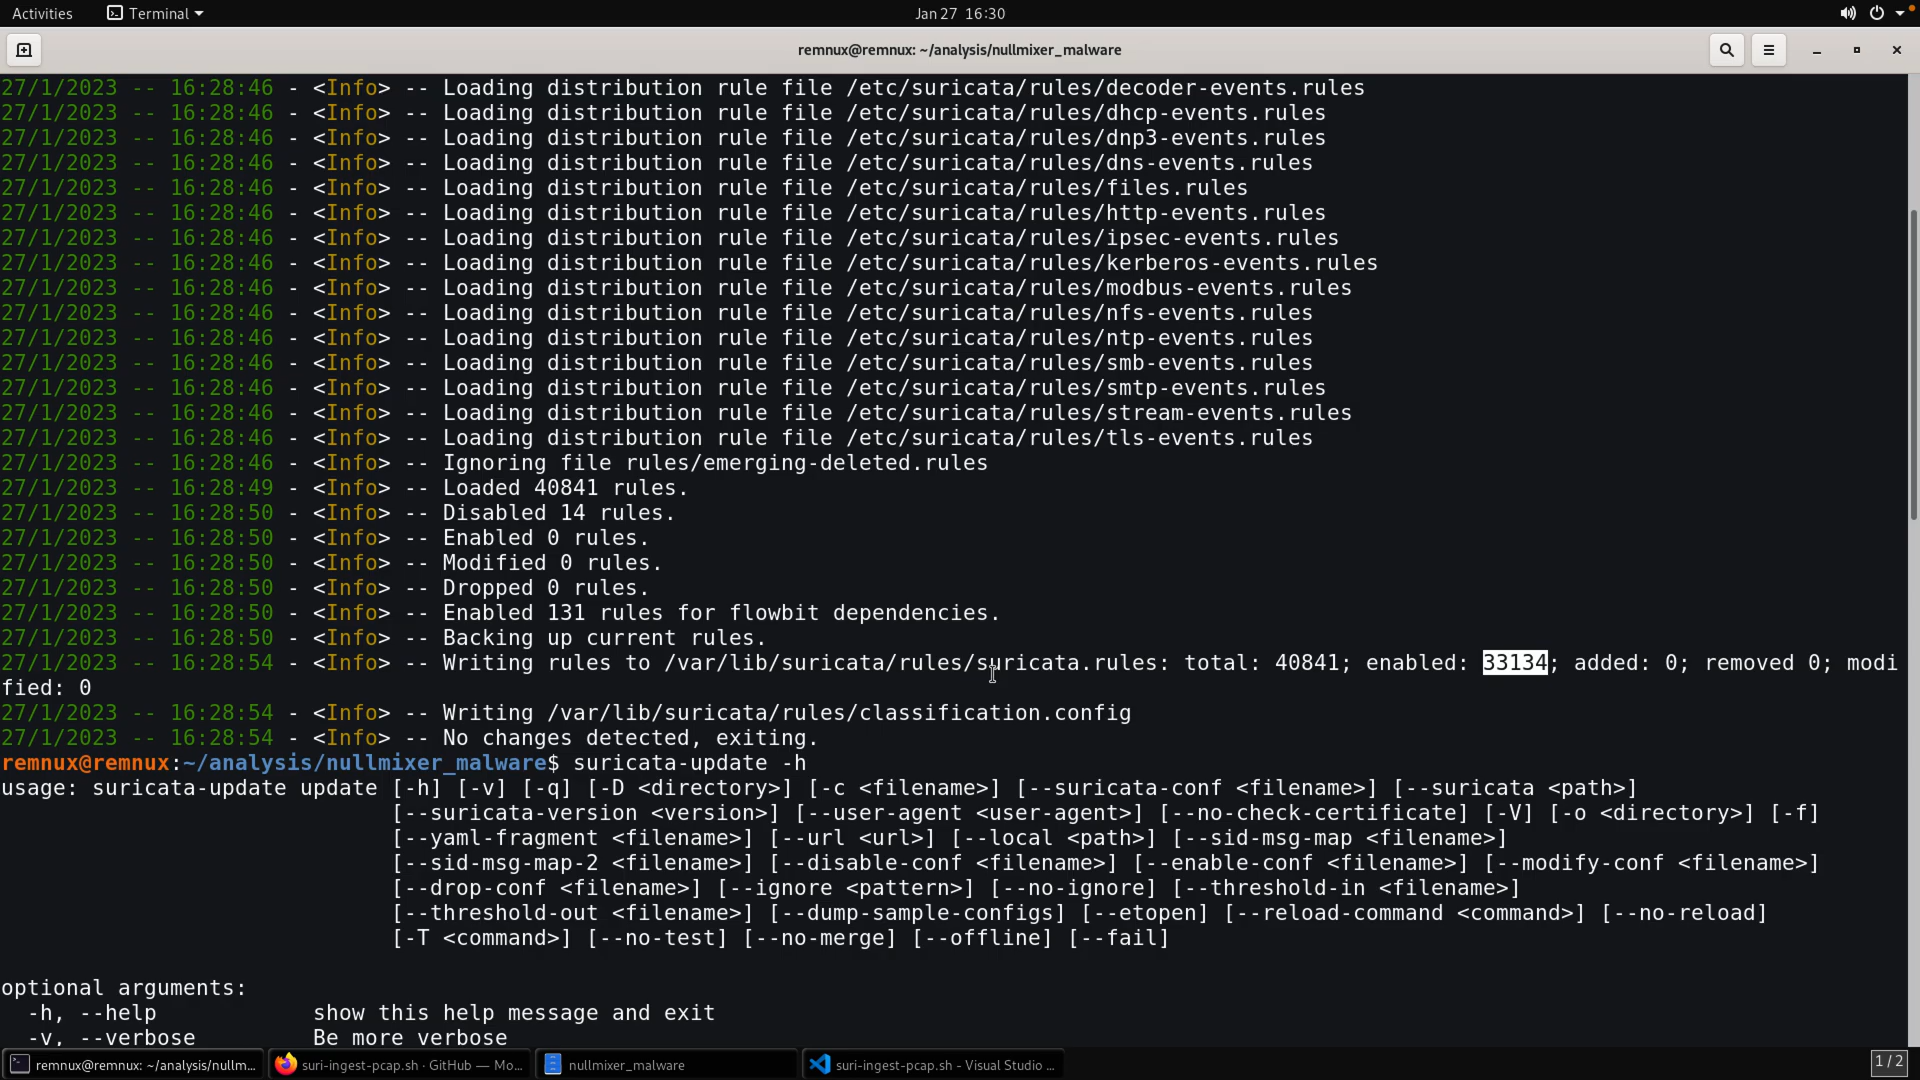 Activities
Terminal
Jan 27 16:30
remnux@remnux: ~/analysis/nullmixer_malware
27/1/2023 -- 16:28:46 - <Info> -- Loading distribution rule file /etc/suricata/rules/decoder-events.rules
27/1/2023 -- 16:28:46 - <Info> -- Loading distribution rule file /etc/suricata/rules/dhcp-events.rules
27/1/2023 -- 16:28:46 - <Info> -- Loading distribution rule file /etc/suricata/rules/dnp3-events.rules
27/1/2023 -- 16:28:46 - <Info> -- Loading distribution rule file /etc/suricata/rules/dns-events.rules
27/1/2023 -- 16:28:46 - <Info> -- Loading distribution rule file /etc/suricata/rules/files.rules
27/1/2023 -- 16:28:46 - <Info> -- Loading distribution rule file /etc/suricata/rules/http-events.rules
27/1/2023 -- 16:28:46 - <Info> -- Loading distribution rule file /etc/suricata/rules/ipsec-events.rules
27/1/2023 -- 16:28:46 - <Info> -- Loading distribution rule file /etc/suricata/rules/kerberos-events.rules
27/1/2023 -- 16:28:46 - <Info> -- Loading distribution rule file /etc/suricata/rules/modbus-events.rules
27/1/2023 -- 16:28:46 - <Info> -- Loading distribution rule file /etc/suricata/rules/nfs-events.rules
27/1/2023 -- 16:28:46 - <Info> -- Loading distribution rule file /etc/suricata/rules/ntp-events.rules
27/1/2023 -- 16:28:46 - <Info> -- Loading distribution rule file /etc/suricata/rules/smb-events.rules
27/1/2023 -- 16:28:46 - <Info> -- Loading distribution rule file /etc/suricata/rules/smtp-events.rules
27/1/2023 -- 16:28:46 - <Info> -- Loading distribution rule file /etc/suricata/rules/stream-events.rules
27/1/2023 -- 16:28:46 - <Info> -- Loading distribution rule file /etc/suricata/rules/tls-events.rules
27/1/2023 -- 16:28:46 - <Info> -- Ignoring file rules/emerging-deleted.rules
27/1/2023 -- 16:28:49 - <Info> -- Loaded 40841 rules.
27/1/2023 -- 16:28:50 - <Info> -- Disabled 14 rules.
27/1/2023 -- 16:28:50 - <Info> -- Enabled 0 rules.
27/1/2023 -- 16:28:50 - <Info> -- Modified 0 rules.
27/1/2023 -- 16:28:50 - <Info> -- Dropped 0 rules.
27/1/2023 -- 16:28:50 - <Info> -- Enabled 131 rules for flowbit dependencies.
27/1/2023 -- 16:28:50 - <Info> -- Backing up current rules.
27/1/2023 -- 16:28:54 - <Info> -- Writing rules to /var/lib/suricata/rules/suricata.rules: total: 40841; enabled: 33134; added: 0; removed 0; modi
fied: 0
27/1/2023 -- 16:28:54 - <Info> -- Writing /var/lib/suricata/rules/classification.config
27/1/2023 -- 16:28:54 - <Info> -- No changes detected, exiting.
remnux@remnux:~/analysis/nullmixer_malware$ suricata-update -h
usage: suricata-update update [-h] [-v] [-q] [-D <directory>] [-c <filename>] [--suricata-conf <filename>] [--suricata <path>]
[--suricata-version <version>] [--user-agent <user-agent>] [--no-check-certificate] [-V] [-o <directory>] [-f]
[--yaml-fragment <filename>] [--url <url>] [--local <path>] [--sid-msg-map <filename>]
[--sid-msg-map-2 <filename>] [--disable-conf <filename>] [--enable-conf <filename>] [--modify-conf <filename>]
[--drop-conf <filename>] [--ignore <pattern>] [--no-ignore] [--threshold-in <filename>]
[--threshold-out <filename>] [--dump-sample-configs] [--etopen] [--reload-command <command>] [--no-reload]
[-T <command>] [--no-test] [--no-merge] [--offline] [--fail]
optional arguments:
-h, --help show this help message and exit
-v, --verbose Be more verbose
remnux@remnux: ~/analysis/nullm...
suri-ingest-pcap.sh · GitHub — Mo...
nullmixer_malware
suri-ingest-pcap.sh - Visual Studio ...
1 / 2